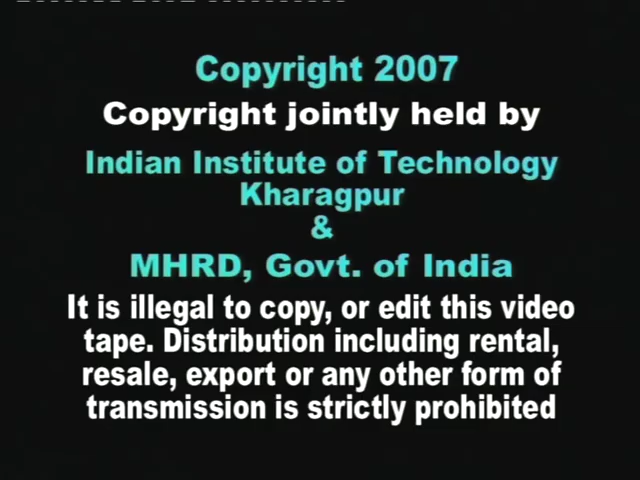 Copyright 2007
Copyright jointly held by
Indian Institute of Technology
Kharagpur
&
MHRD, Govt. of India
It is illegal to copy, or edit this video
tape. Distribution including rental,
resale, export or any other form of
transmission is strictly prohibited